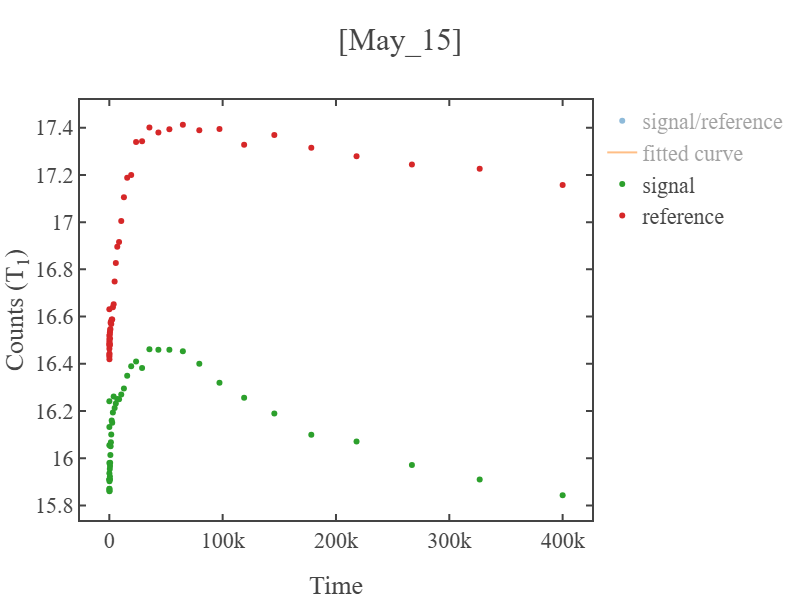 [May_15]
signal/reference
fitted curve
signal
reference
17.4
17.2
17
16.8
16.6
16.4
16.2
16
15.8
Counts (T1)
0 100k 200k 300k 400k
Time